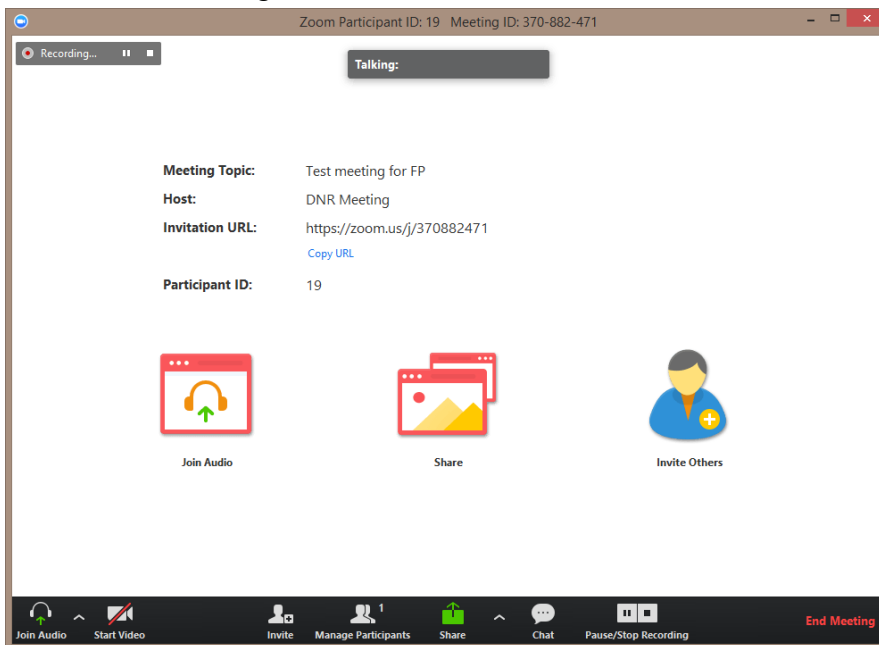 Zoom Participant ID: 19 Meeting ID: 370-882-471
Recording...
Talking:
Meeting Topic: Test meeting for FP
Host: DNR Meeting
Invitation URL: https://zoom.us/j/370882471
Copy URL
Participant ID: 19
Join Audio Share Invite Others
1
Join Audio Start Video Invite Manage Participants Share Chat Pause/Stop Recording End Meeting